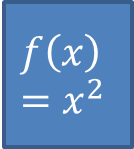 f(x)
= x²